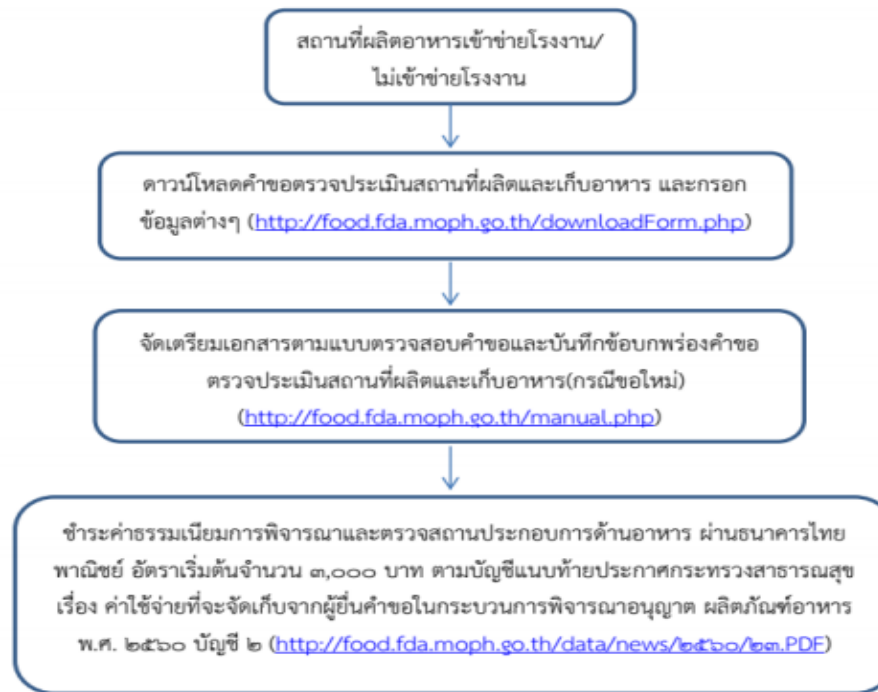 สถานที่ผลิตอาหารเข้าข่ายโรงงาน/
ไม่เข้าข่ายโรงงาน
ดาวน์โหลดคำขอตรวจประเมินสถานที่ผลิตและเก็บอาหาร และกรอก
ข้อมูลต่างๆ (http://food.fda.moph.go.th/downloadForm.php)
จัดเตรียมเอกสารตามแบบตรวจสอบคำขอและบันทึกข้อบกพร่องคำขอ
ตรวจประเมินสถานที่ผลิตและเก็บอาหาร(กรณีขอใหม่)
(http://food.fda.moph.go.th/manual.php)
ชำระค่าธรรมเนียมการพิจารณาและตรวจสถานประกอบการด้านอาหาร ผ่านธนาคารไทย
พาณิชย์ อัตราเริ่มต้นจำนวน ๓,๐๐๐ บาท ตามบัญชีแนบท้ายประกาศกระทรวงสาธารณสุข
เรื่อง ค่าใช้จ่ายที่จะจัดเก็บจากผู้ยื่นคำขอในกระบวนการพิจารณาอนุญาต ผลิตภัณฑ์อาหาร
พ.ศ. ๒๕๖๐ บัญชี ๒ (http://food.fda.moph.go.th/data/news/๒๕๖๐/๒๓.PDF)